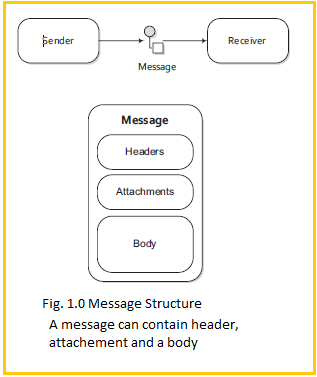 Sender
Receiver
Message
Message
Headers
Attachments
Body
Fig. 1.0 Message Structure
A message can contain header,
attachement and a body